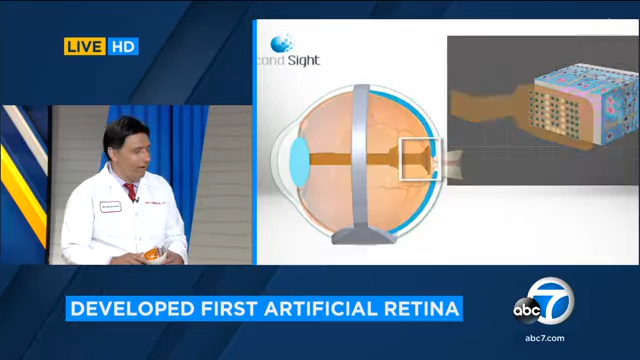 LIVE HD
cond Sight
DEVELOPED FIRST ARTIFICIAL RETINA
abc 7
abc7.com